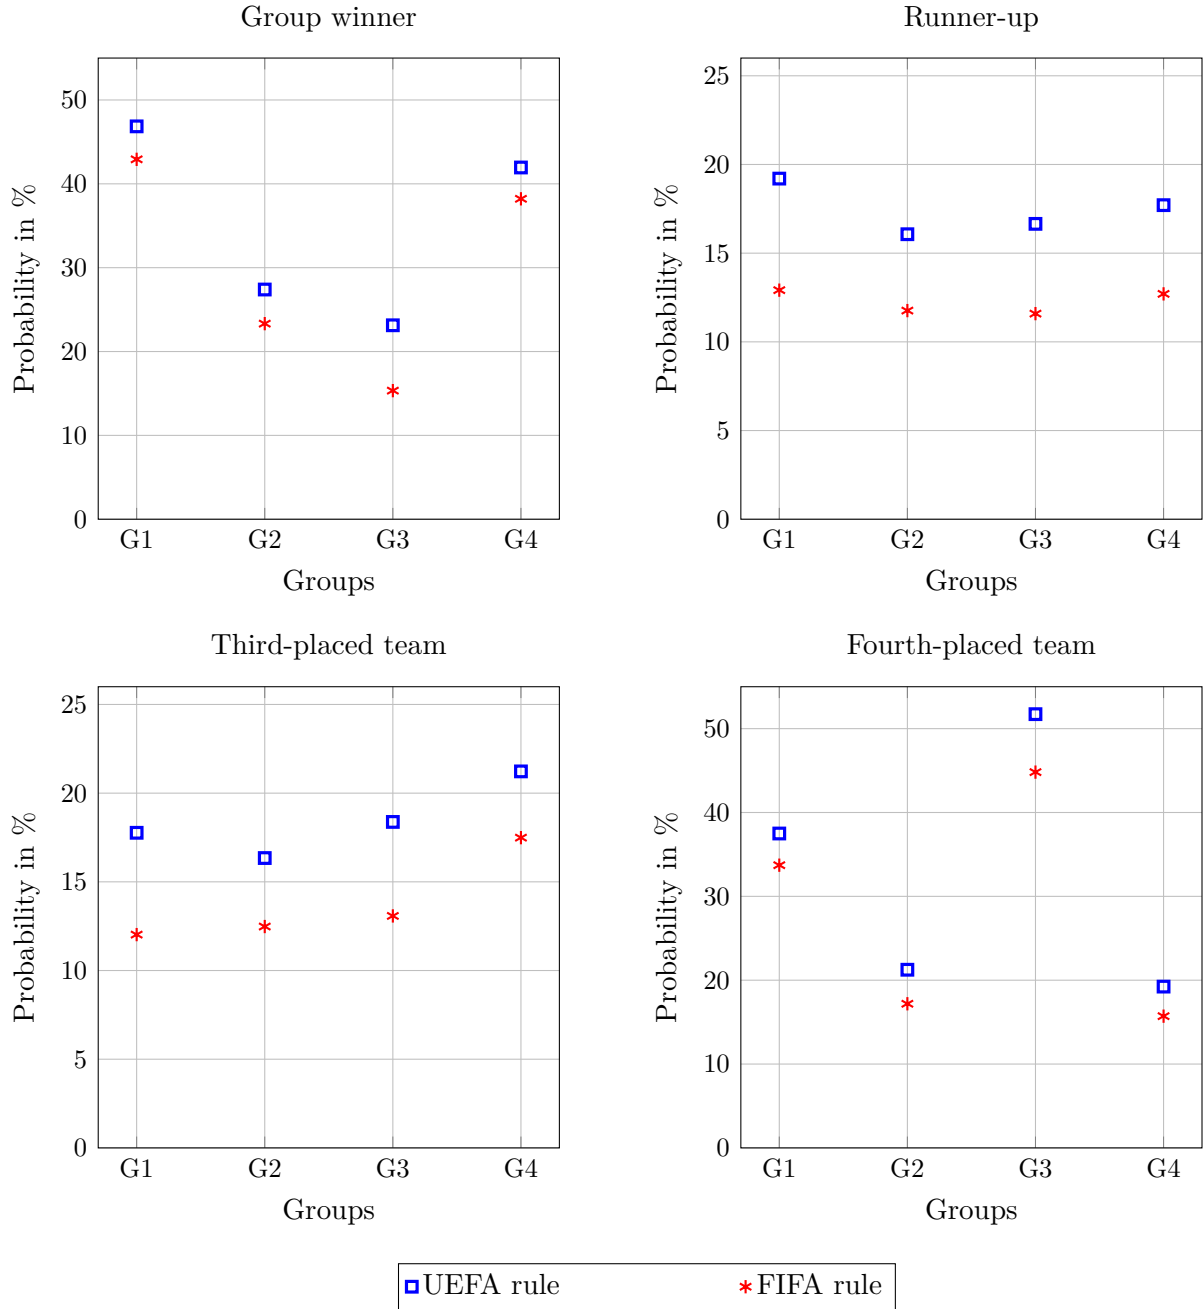 Group winner
Probability in %
50
40
30
20
10
0
G1 G2 G3 G4
Groups
Runner-up
Probability in %
25
20
15
10
5
0
G1 G2 G3 G4
Groups
Third-placed team
Probability in %
25
20
15
10
5
0
G1 G2 G3 G4
Groups
Fourth-placed team
Probability in %
50
40
30
20
10
0
G1 G2 G3 G4
Groups
UEFA rule FIFA rule